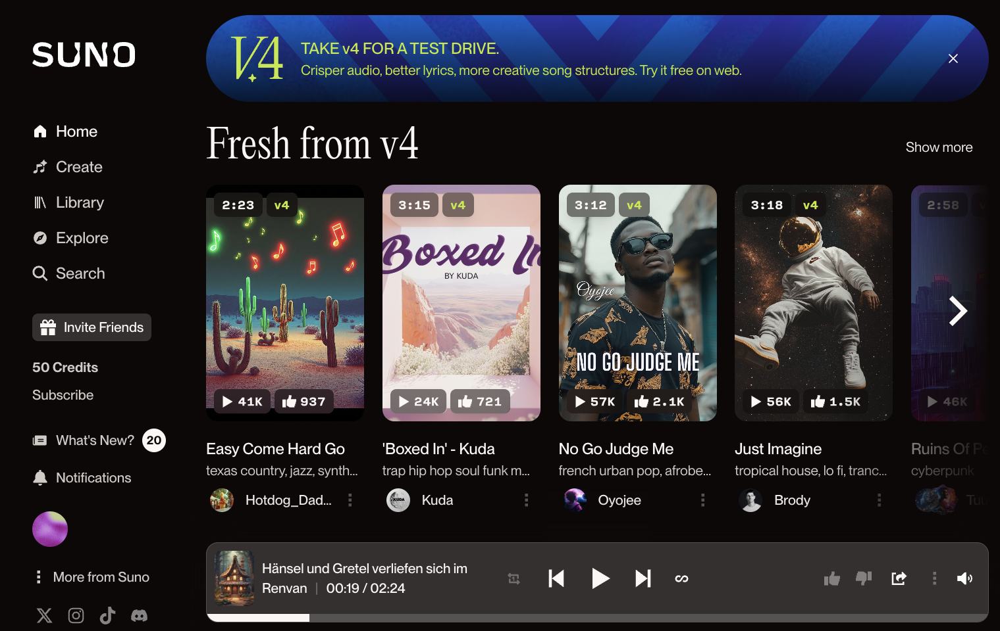 SUNO
Home
Create
Library
Explore
Search
Invite Friends
50 Credits
Subscribe
What's New? 20
Notifications
More from Suno
V4
TAKE v4 FOR A TEST DRIVE.
Crisper audio, better lyrics, more creative song structures. Try it free on web.
Fresh from v4
Show more
2:23 v4
41K 937
Easy Come Hard Go
texas country, jazz, synth...
Hotdog_Dad...
3:15 v4
Boxed In
BY KUDA
24K 721
'Boxed In' - Kuda
trap hip hop soul funk m...
KUDA
Kuda
3:12 v4
Oyojee
NO GO JUDGE ME
57K 2.1K
No Go Judge Me
french urban pop, afrobe...
Oyojee
3:18 v4
56K 1.5K
Just Imagine
tropical house, lo fi, tranc...
Brody
2:58 v
46K
Ruins Of Pe
cyberpunk
Tuu
Hänsel und Gretel verliefen sich im
Renvan | 00:19 / 02:24